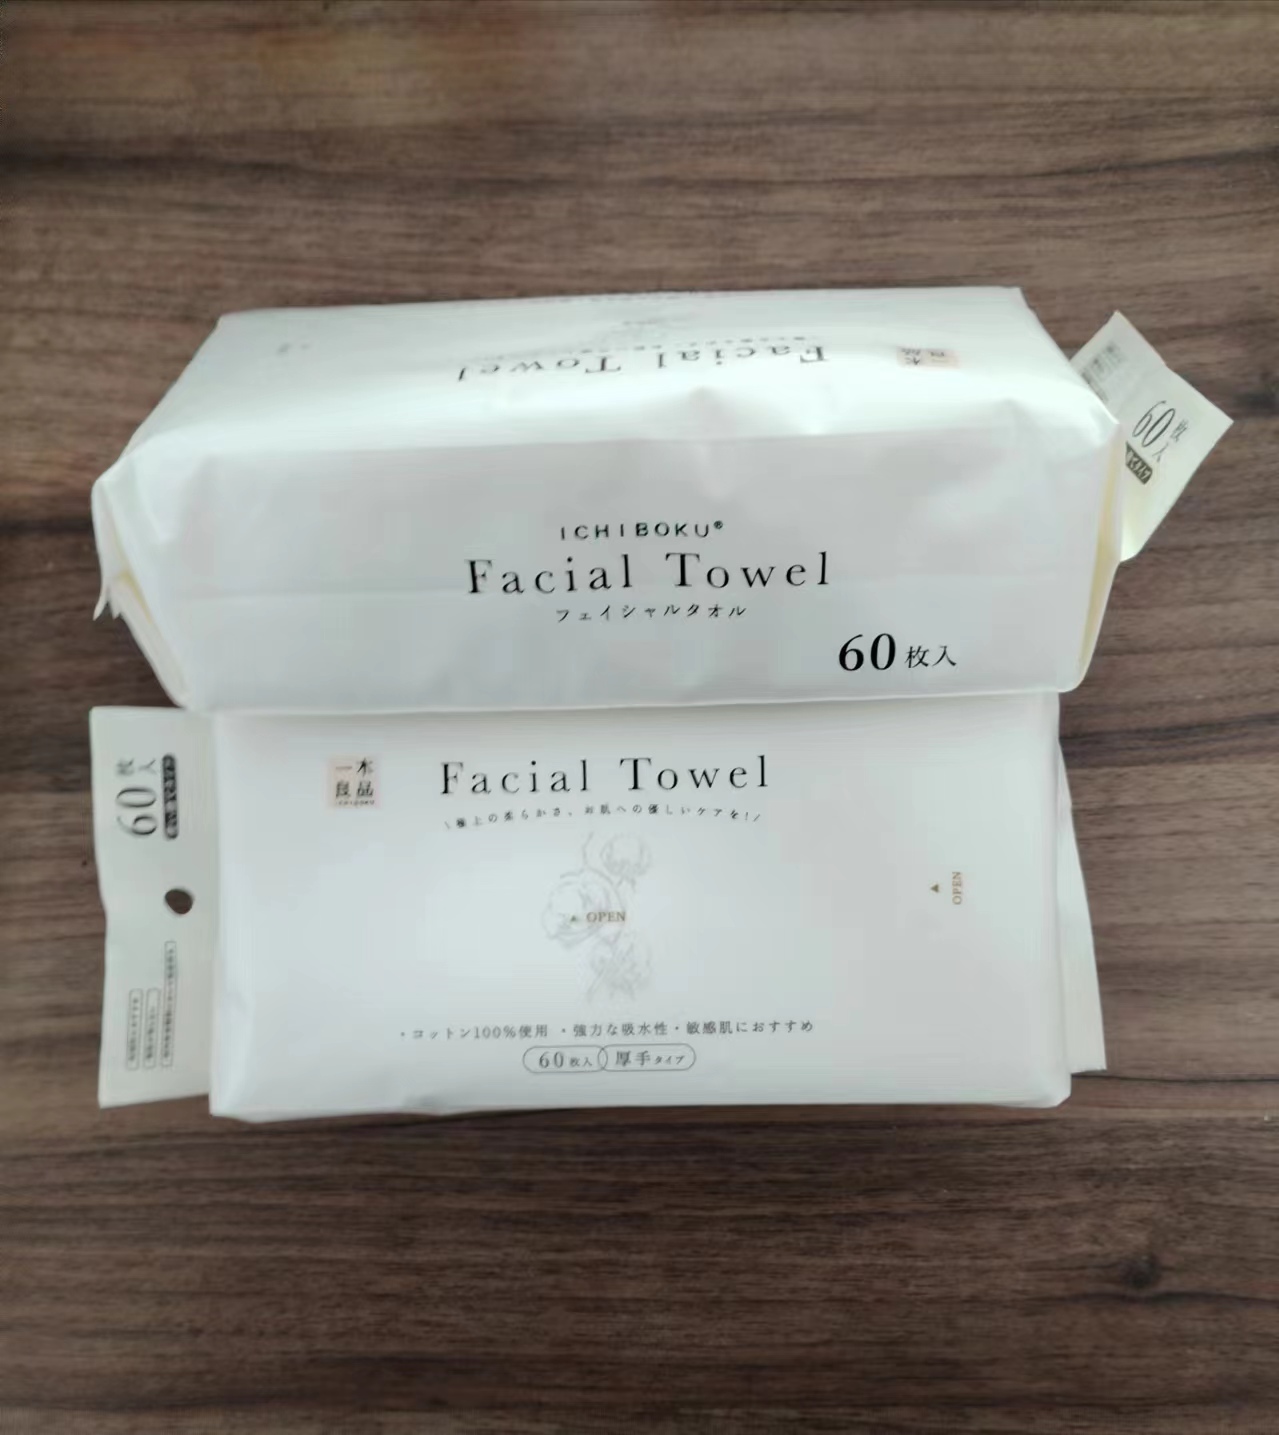 Facial Towel
一木
良品
60枚入
ICHIBOKU®
Facial Towel
フェイシャルタオル
60枚入
一木
良品
Facial Towel
\極上の柔らかさ、お肌への優しいケアを!/
OPEN
OPEN
・コットン100%使用 ・強力な吸水性・敏感肌におすすめ
60枚入 厚手タイプ
60枚入